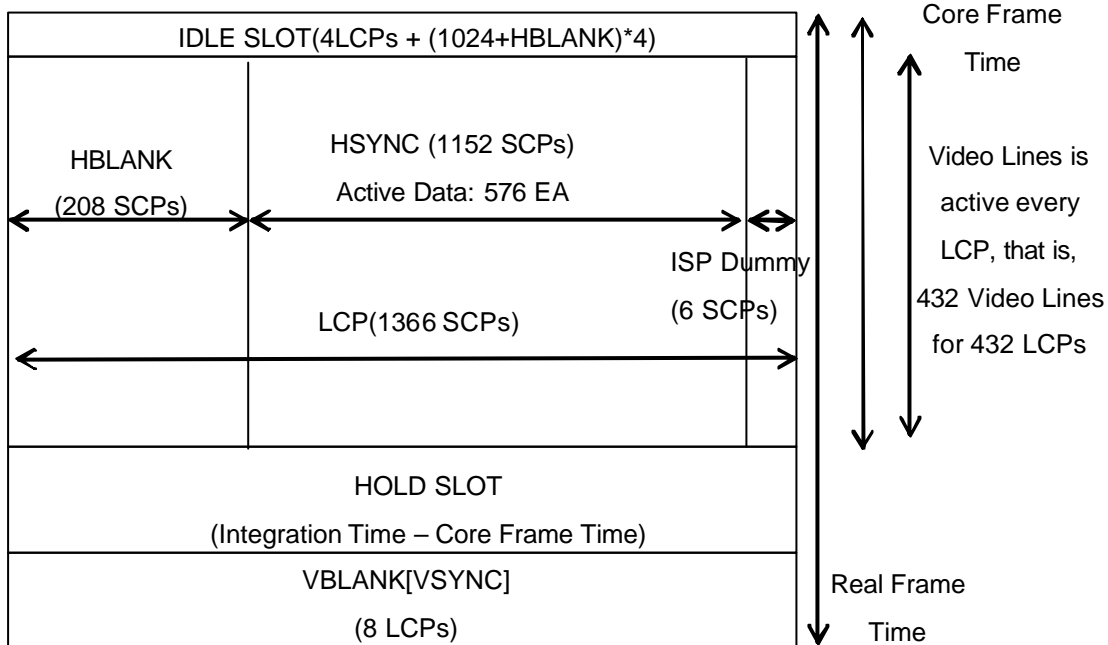 IDLE SLOT(4LCPs + (1024+HBLANK)*4)
HBLANK
(208 SCPs)
HSYNC (1152 SCPs)
Active Data: 576 EA
ISP Dummy
(6 SCPs)
LCP(1366 SCPs)
HOLD SLOT
(Integration Time – Core Frame Time)
VBLANK[VSYNC]
(8 LCPs)
Core Frame
Time
Video Lines is
active every
LCP, that is,
432 Video Lines
for 432 LCPs
Real Frame
Time